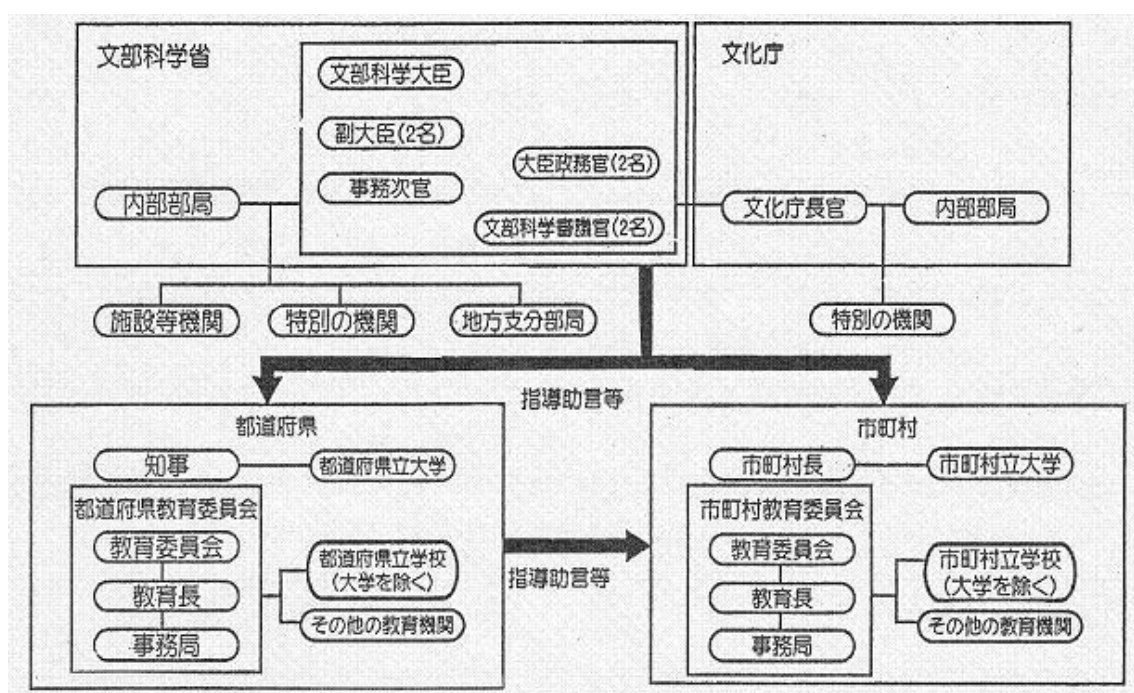 文部科学省
文部科学大臣
副大臣(2名)
大臣政務官(2名)
事務次官
文部科学審議官(2名)
内部部局
施設等機関
特別の機関
地方支分部局
文化庁
文化庁長官
内部部局
特別の機関
指導助言等
都道府県
知事
都道府県立大学
都道府県教育委員会
教育委員会
教育長
事務局
都道府県立学校
(大学を除く)
その他の教育機関
指導助言等
市町村
市町村長
市町村立大学
市町村教育委員会
教育委員会
教育長
事務局
市町村立学校
(大学を除く)
その他の教育機関